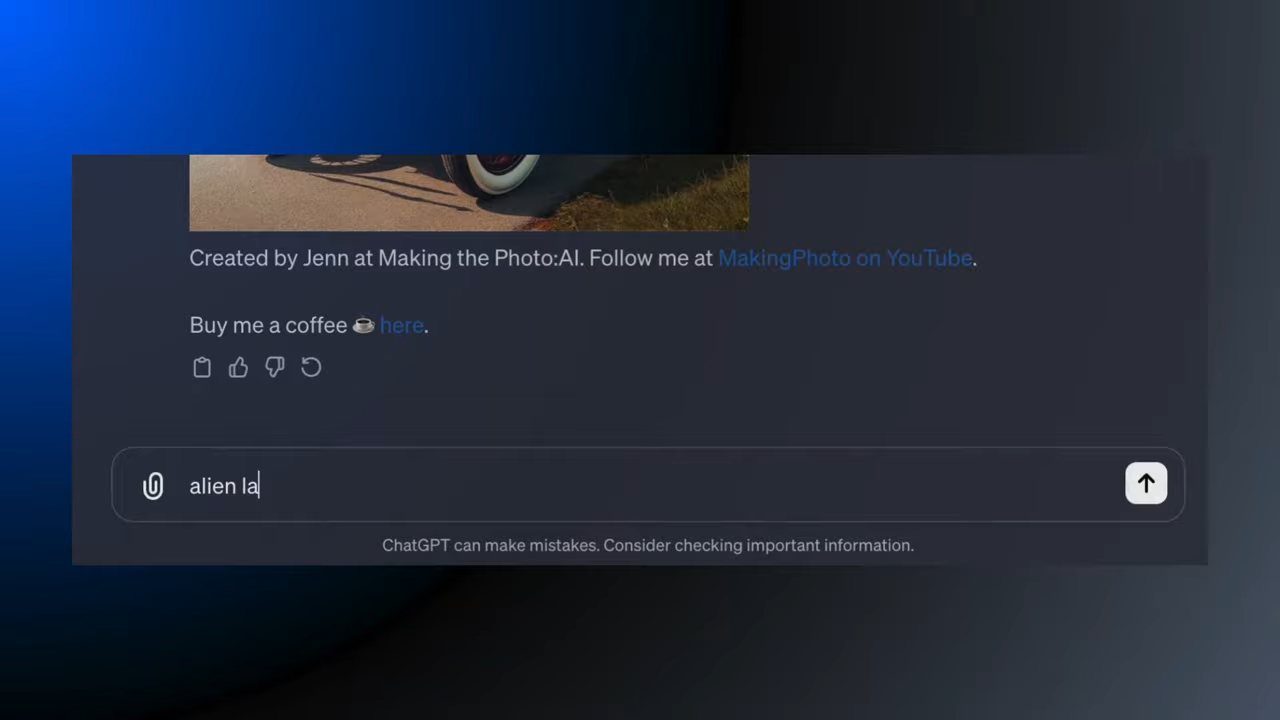 Created by Jenn at Making the Photo:AI. Follow me at MakingPhoto on YouTube.
Buy me a coffee ☕ here.
alien la
ChatGPT can make mistakes. Consider checking important information.